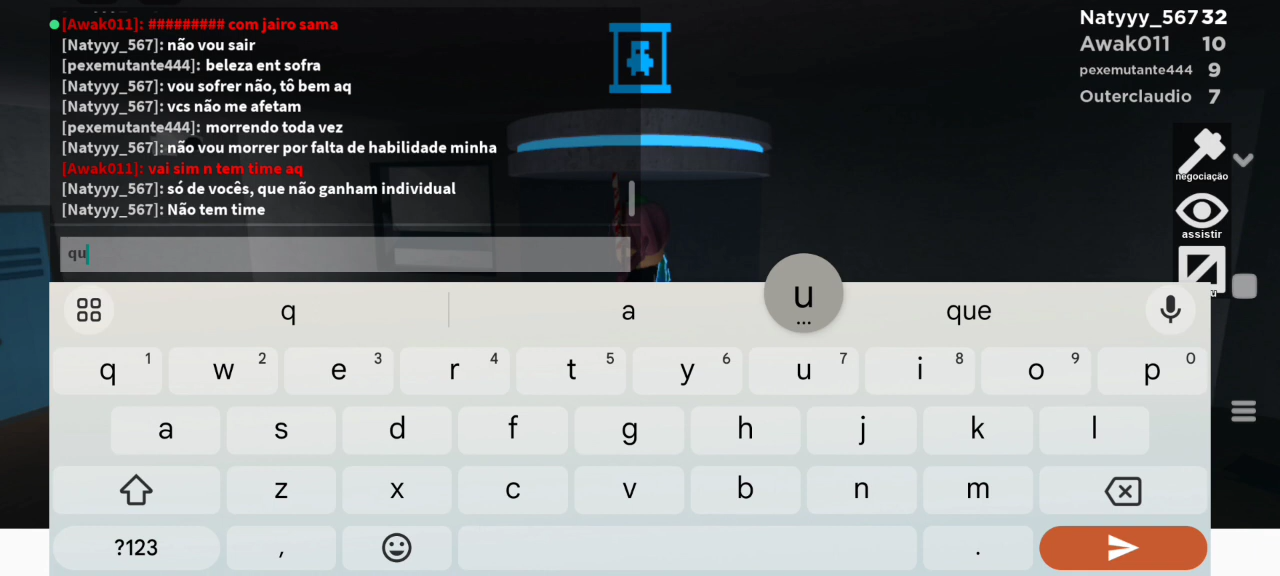 [Awak011]: ######### com jairo sama
[Natyyy_567]: não vou sair
[pexemutante444]: beleza ent sofra
[Natyyy_567]: vou sofrer não, tô bem aq
[Natyyy_567]: vcs não me afetam
[pexemutante444]: morrendo toda vez
[Natyyy_567]: não vou morrer por falta de habilidade minha
[Awak011]: vai sim n tem time aq
[Natyyy_567]: só de vocês, que não ganham individual
[Natyyy_567]: Não tem time
qu
Natyyy_567 32
Awak011 10
pexemutante444 9
Outerclaudio 7
negociação
assistir
q a que
u
...
q 1 w 2 e 3 r 4 t 5 y 6 u 7 i 8 o 9 p 0
a s d f g h j k l
z x c v b n m
?123 , .